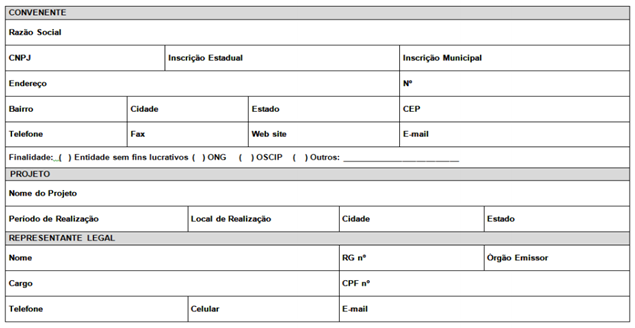 CONVENENTE
Razão Social
CNPJ Inscrição Estadual Inscrição Municipal
Endereço Nº
Bairro Cidade Estado CEP
Telefone Fax Web site E-mail
Finalidade:_( ) Entidade sem fins lucrativos ( ) ONG ( ) OSCIP ( ) Outros: ________________________
PROJETO
Nome do Projeto
Período de Realização Local de Realização Cidade Estado
REPRESENTANTE LEGAL
Nome RG nº Órgão Emissor
Cargo CPF nº
Telefone Celular E-mail